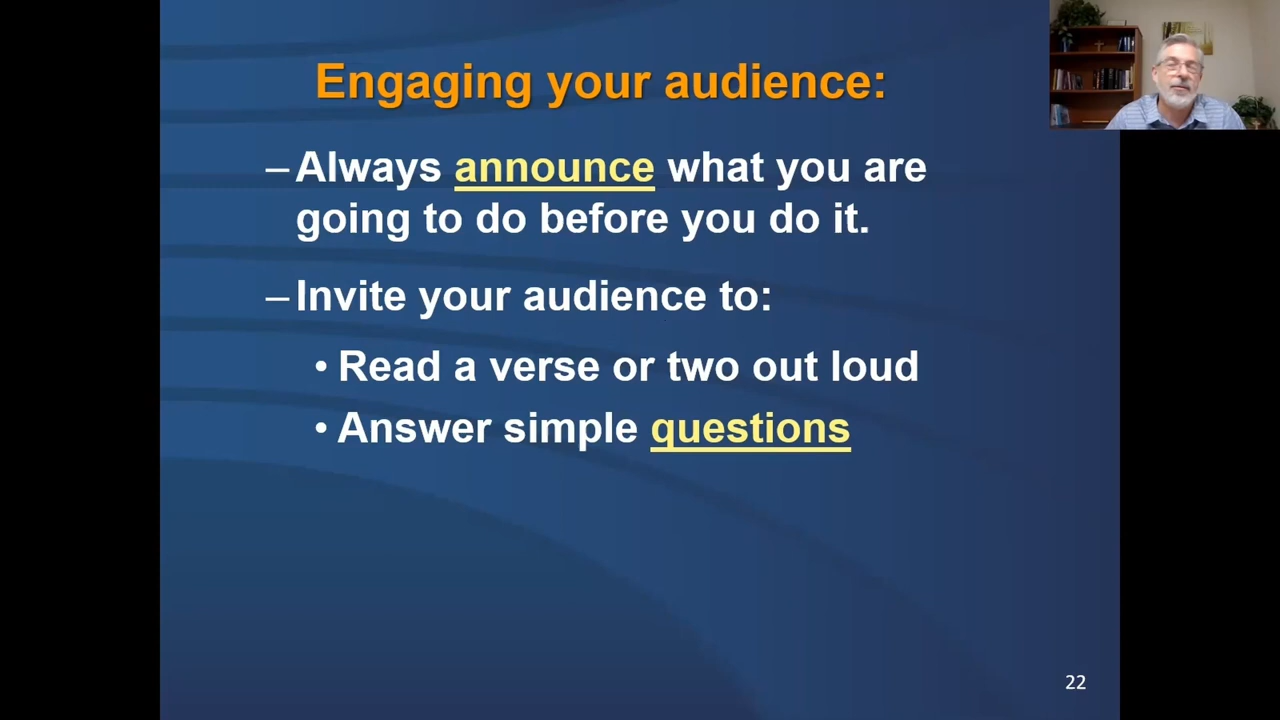 Engaging your audience:
– Always announce what you are
going to do before you do it.
– Invite your audience to:
• Read a verse or two out loud
• Answer simple questions
22